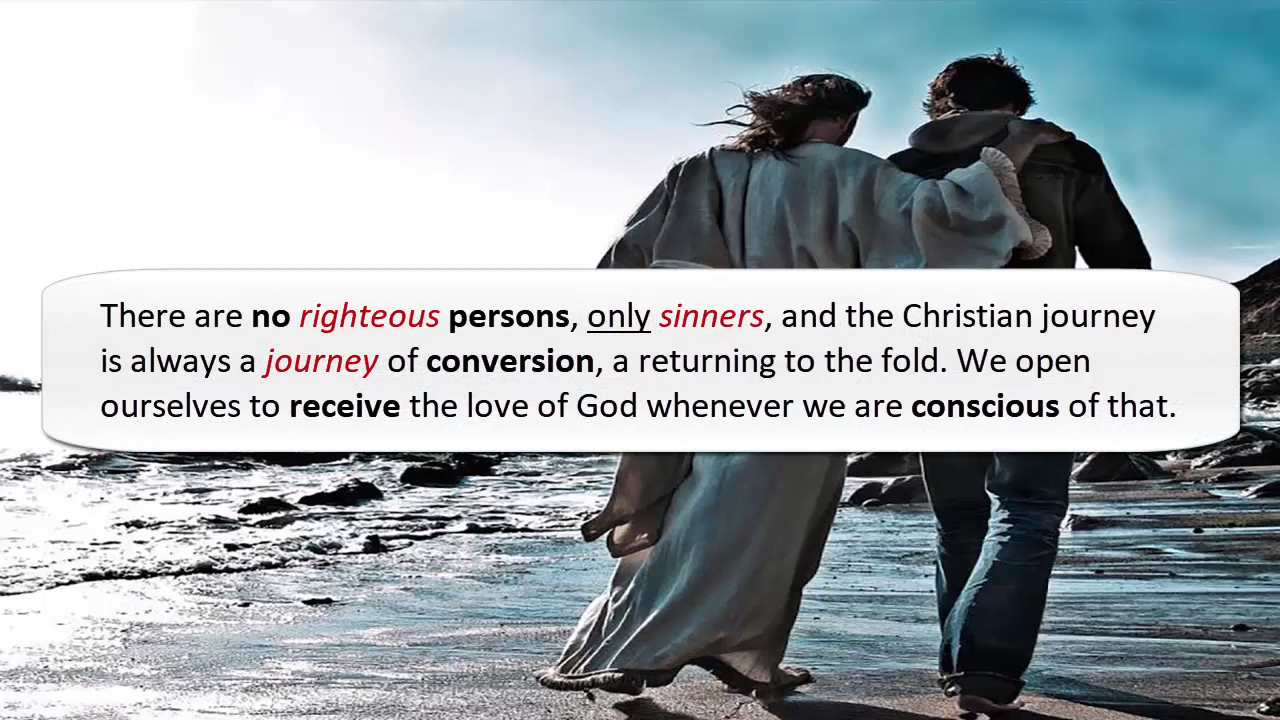 There are no righteous persons, only sinners, and the Christian journey
is always a journey of conversion, a returning to the fold. We open
ourselves to receive the love of God whenever we are conscious of that.